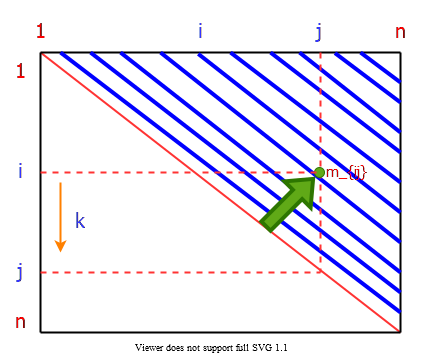 1 i j n
1
i m_{ij}
k
j
n
Viewer does not support full SVG 1.1